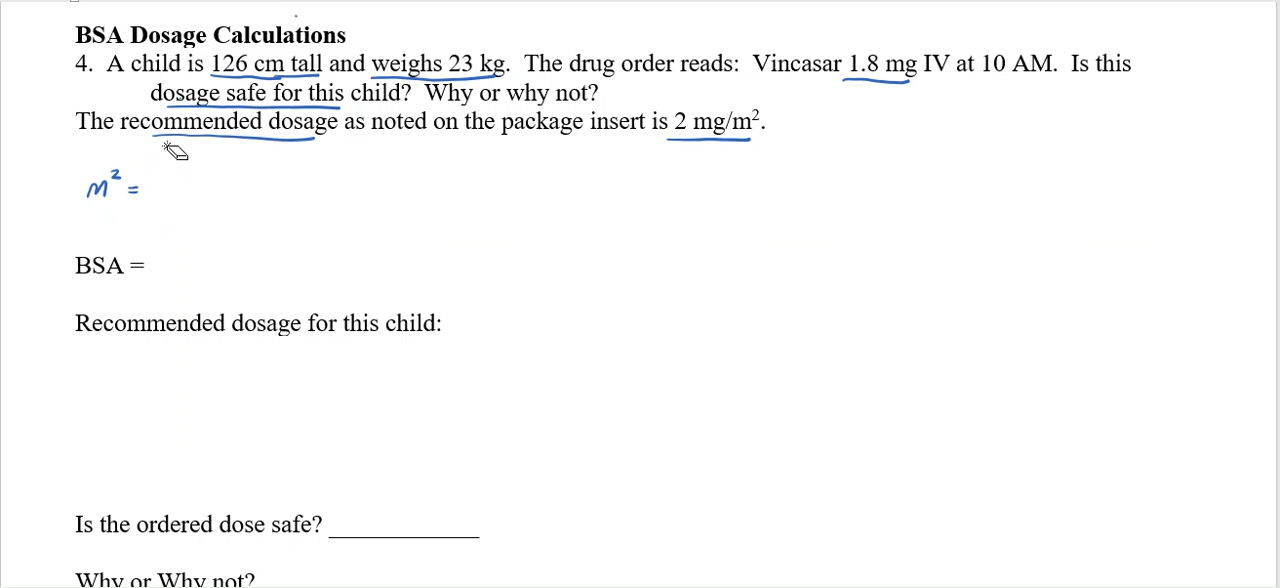 BSA Dosage Calculations
4. A child is 126 cm tall and weighs 23 kg. The drug order reads: Vincasar 1.8 mg IV at 10 AM. Is this
dosage safe for this child? Why or why not?
The recommended dosage as noted on the package insert is 2 mg/m².
m² =
BSA =
Recommended dosage for this child:
Is the ordered dose safe? ____________
Why or Why not?